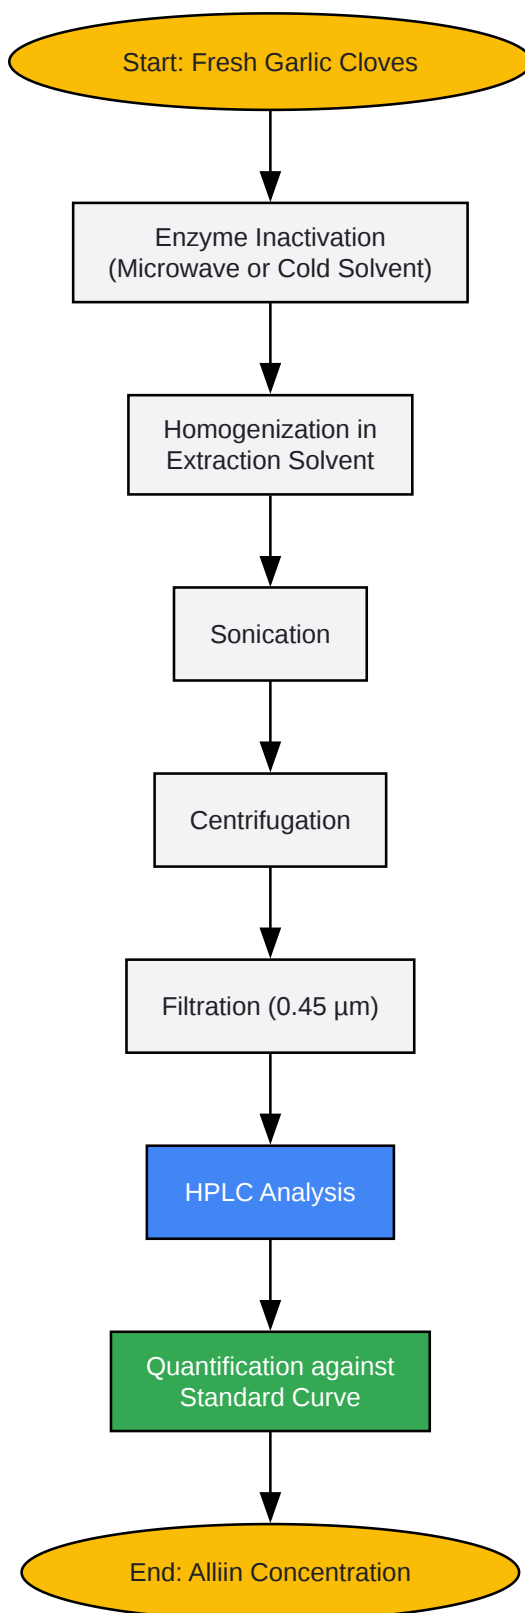 Start: Fresh Garlic Cloves
Enzyme Inactivation
(Microwave or Cold Solvent)
Homogenization in
Extraction Solvent
Sonication
Centrifugation
Filtration (0.45 µm)
HPLC Analysis
Quantification against
Standard Curve
End: Alliin Concentration